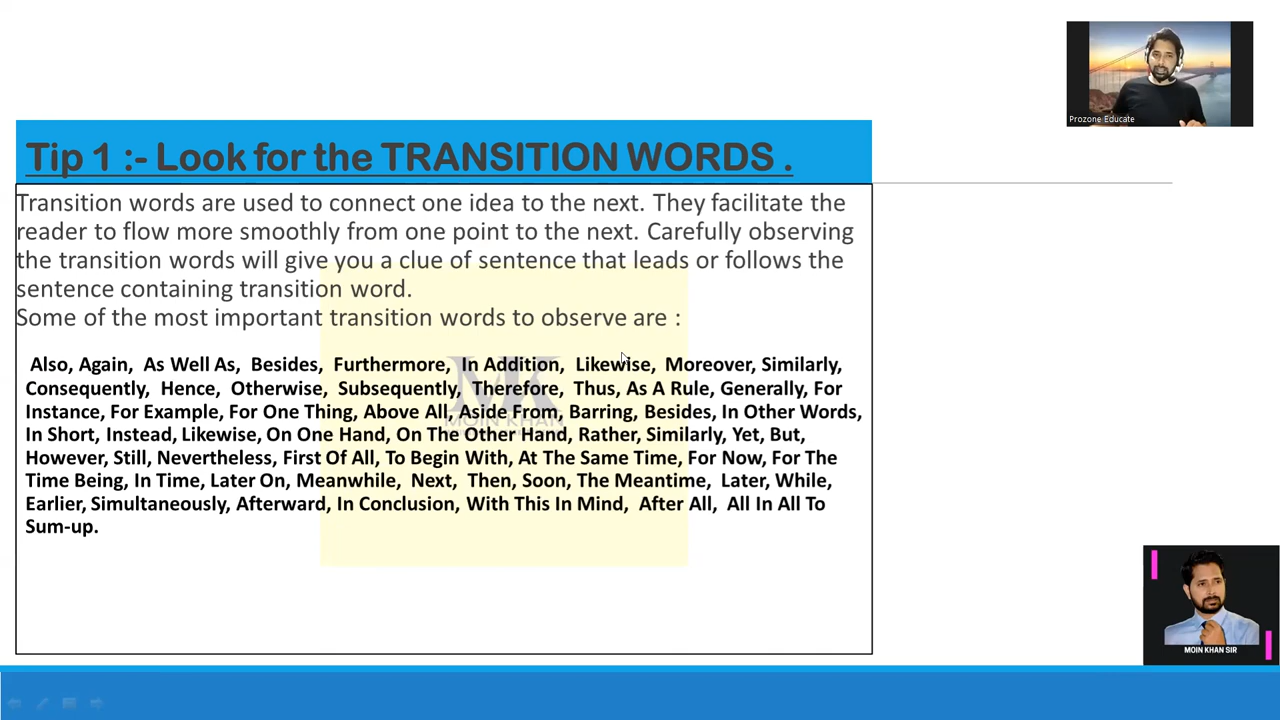 Prozone Educate
Tip 1 :- Look for the TRANSITION WORDS .
Transition words are used to connect one idea to the next. They facilitate the
reader to flow more smoothly from one point to the next. Carefully observing
the transition words will give you a clue of sentence that leads or follows the
sentence containing transition word.
Some of the most important transition words to observe are :
Also, Again, As Well As, Besides, Furthermore, In Addition, Likewise, Moreover, Similarly,
Consequently, Hence, Otherwise, Subsequently, Therefore, Thus, As A Rule, Generally, For
Instance, For Example, For One Thing, Above All, Aside From, Barring, Besides, In Other Words,
In Short, Instead, Likewise, On One Hand, On The Other Hand, Rather, Similarly, Yet, But,
However, Still, Nevertheless, First Of All, To Begin With, At The Same Time, For Now, For The
Time Being, In Time, Later On, Meanwhile, Next, Then, Soon, The Meantime, Later, While,
Earlier, Simultaneously, Afterward, In Conclusion, With This In Mind, After All, All In All To
Sum-up.
MK
MOIN KHAN
MOIN KHAN SIR